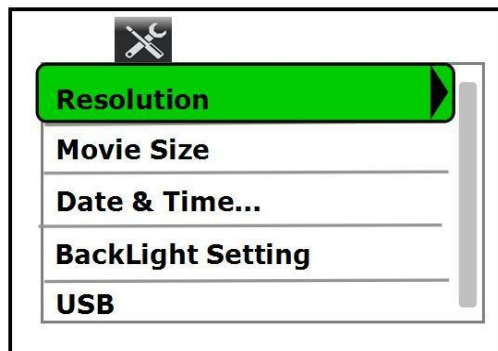 Resolution
Movie Size
Date & Time...
BackLight Setting
USB